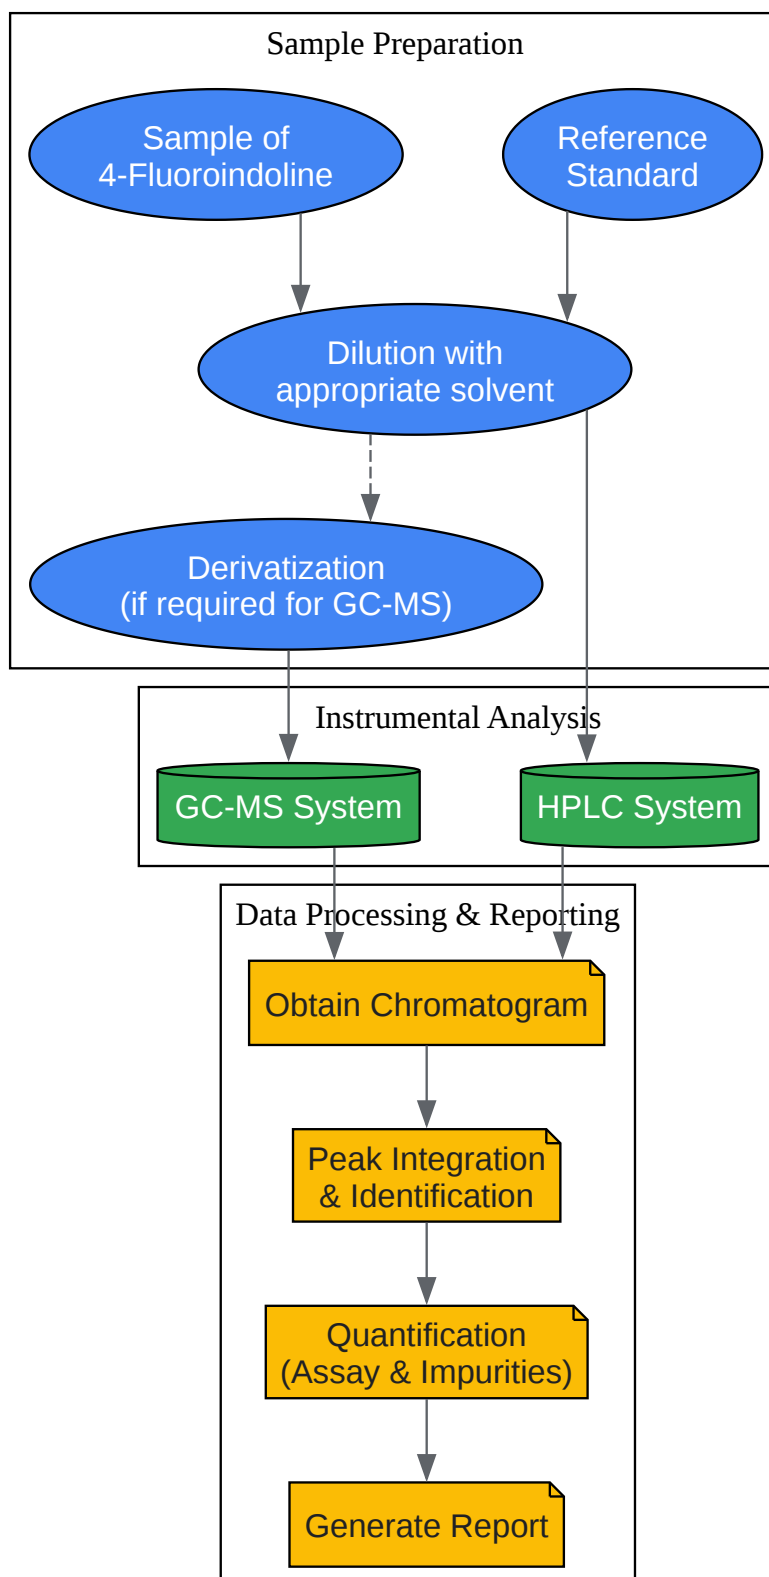 Sample Preparation
Sample of
4-Fluoroindoline
Reference
Standard
Dilution with
appropriate solvent
Derivatization
(if required for GC-MS)
Instrumental Analysis
GC-MS System
HPLC System
Data Processing & Reporting
Obtain Chromatogram
Peak Integration
& Identification
Quantification
(Assay & Impurities)
Generate Report